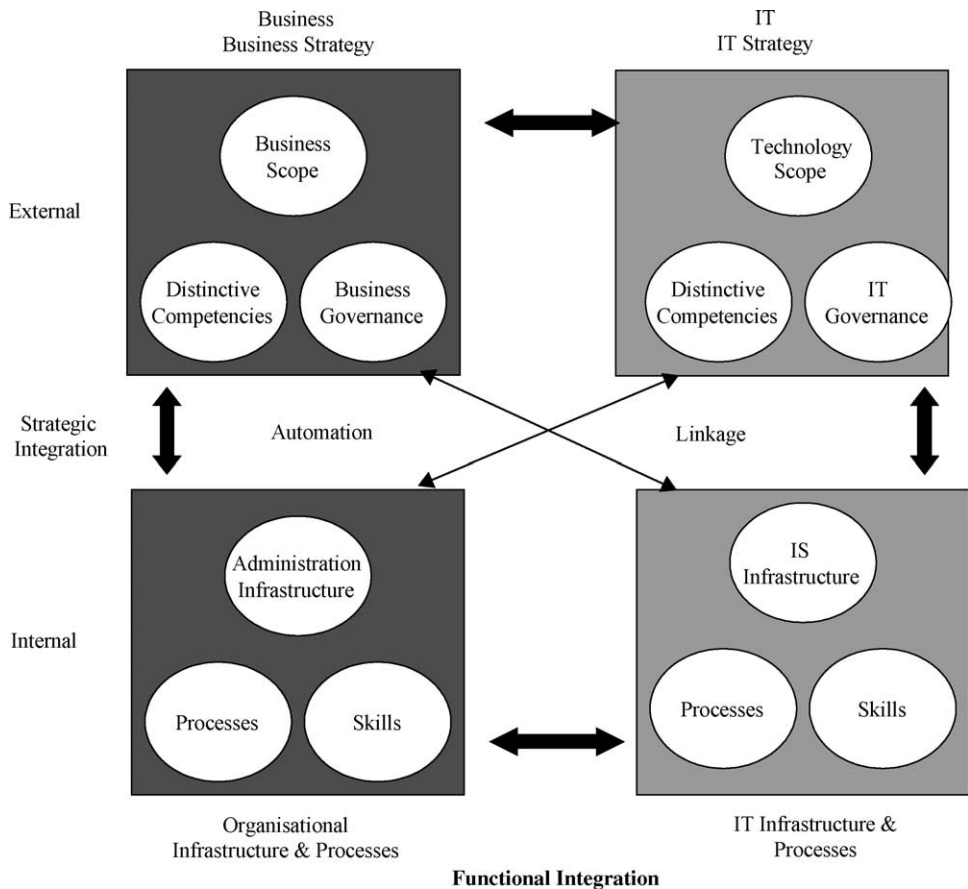 Business
Business Strategy
IT
IT Strategy
Business
Scope
Technology
Scope
External
Distinctive
Competencies
Business
Governance
Distinctive
Competencies
IT
Governance
Strategic
Integration
Automation
Linkage
Administration
Infrastructure
IS
Infrastructure
Internal
Processes
Skills
Processes
Skills
Organisational
Infrastructure & Processes
IT Infrastructure &
Processes
Functional Integration